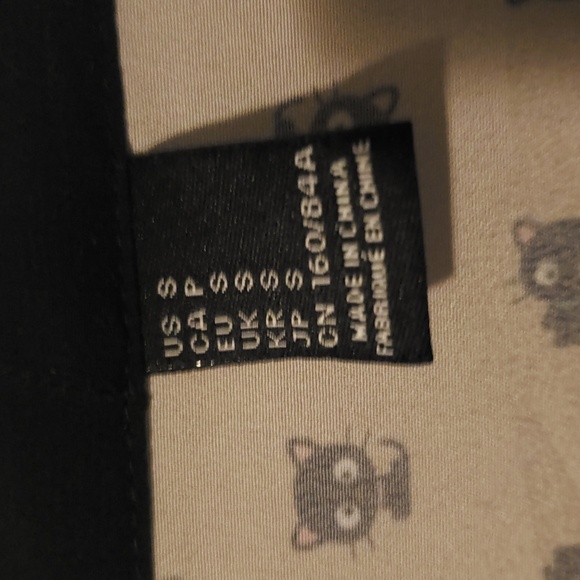 US S
CA P
EU S
UK S
KR S
JP S
CN 160/84A
MADE IN CHINA
FABRIQUÉ EN CHINE